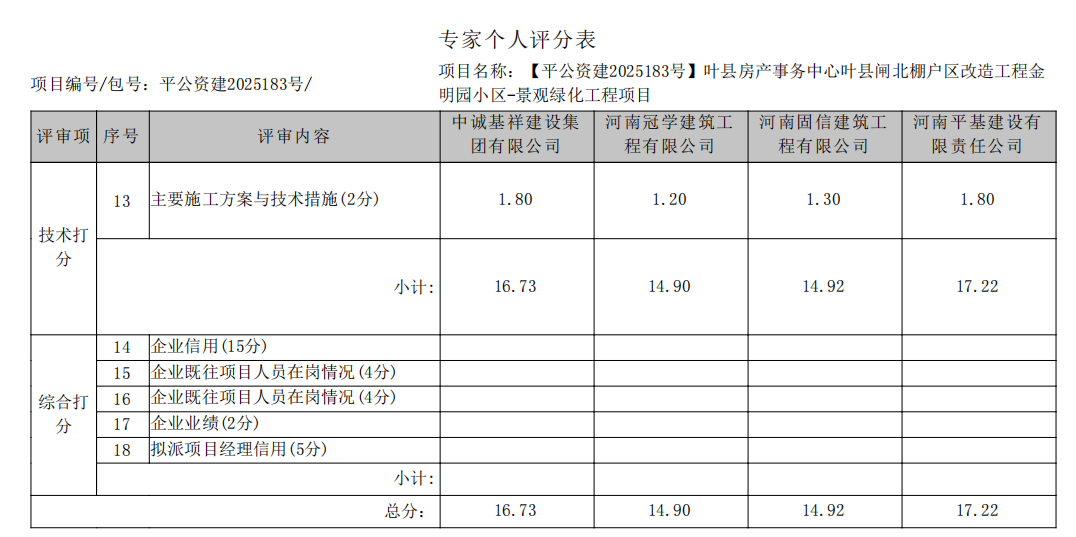 专家个人评分表
项目编号/包号: 平公资建2025183号/
项目名称: 【平公资建2025183号】叶县房产事务中心叶县闸北棚户区改造工程金
明园小区-景观绿化工程项目
评审项 序号 评审内容 中诚基祥建设集团有限公司 河南冠学建筑工程有限公司 河南固信建筑工程有限公司 河南平基建设有限责任公司
技术打分
13 主要施工方案与技术措施(2分) 1.80 1.20 1.30 1.80
小计: 16.73 14.90 14.92 17.22
综合打分
14 企业信用(15分)
15 企业既往项目人员在岗情况(4分)
16 企业既往项目人员在岗情况(4分)
17 企业业绩(2分)
18 拟派项目经理信用(5分)
小计:
总分: 16.73 14.90 14.92 17.22